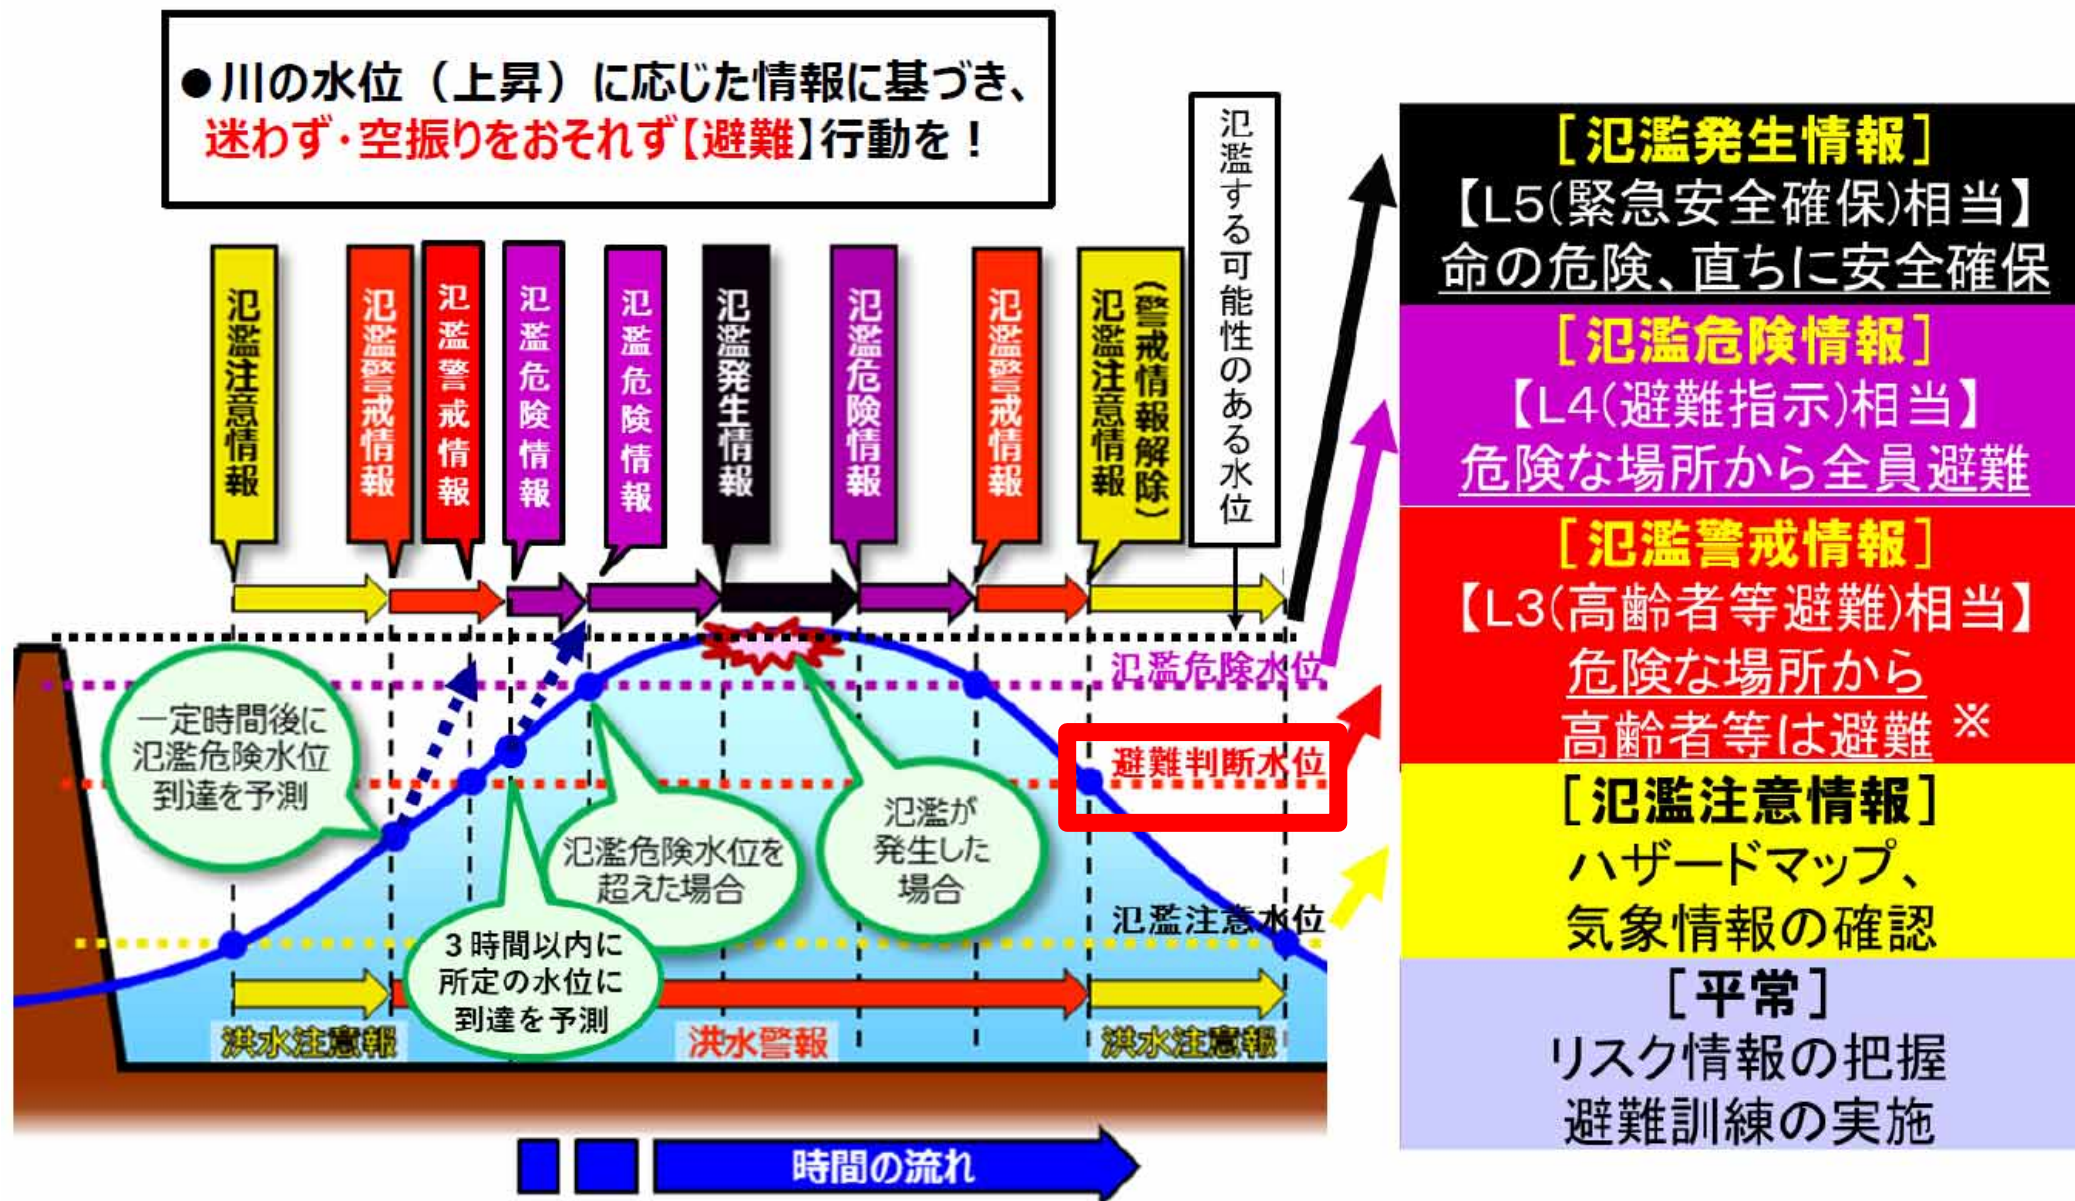 ●川の水位（上昇）に応じた情報に基づき、
迷わず・空振りをおそれず【避難】行動を！
氾濫注意情報
氾濫警戒情報
氾濫警戒情報
氾濫危険情報
氾濫危険情報
氾濫発生情報
氾濫危険情報
氾濫警戒情報
氾濫注意情報
（警戒情報解除）
氾濫する可能性のある水位
氾濫危険水位
避難判断水位
氾濫注意水位
一定時間後に
氾濫危険水位
到達を予測
氾濫危険水位を
超えた場合
氾濫が
発生した
場合
３時間以内に
所定の水位に
到達を予測
洪水注意報
洪水警報
洪水注意報
時間の流れ
［氾濫発生情報］
【L5(緊急安全確保)相当】
命の危険、直ちに安全確保
［氾濫危険情報］
【L4(避難指示)相当】
危険な場所から全員避難
［氾濫警戒情報］
【L3(高齢者等避難)相当】
危険な場所から
高齢者等は避難※
［氾濫注意情報］
ハザードマップ、
気象情報の確認
［平常］
リスク情報の把握
避難訓練の実施